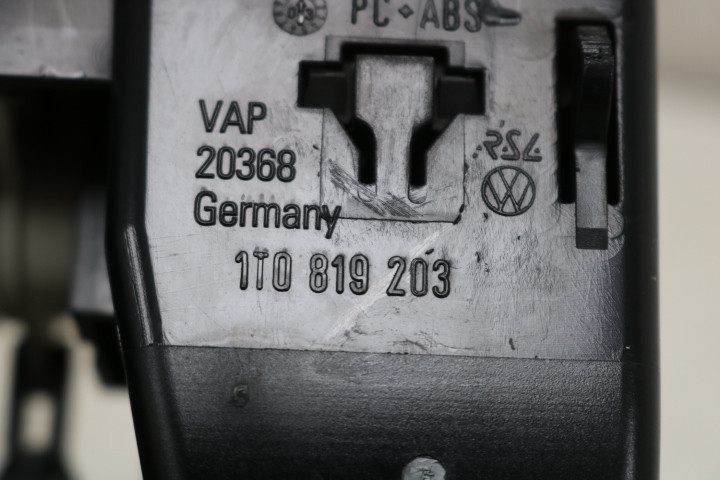 PC ⬥ ABS
VAP
20368
Germany
RSL
1T0 819 203